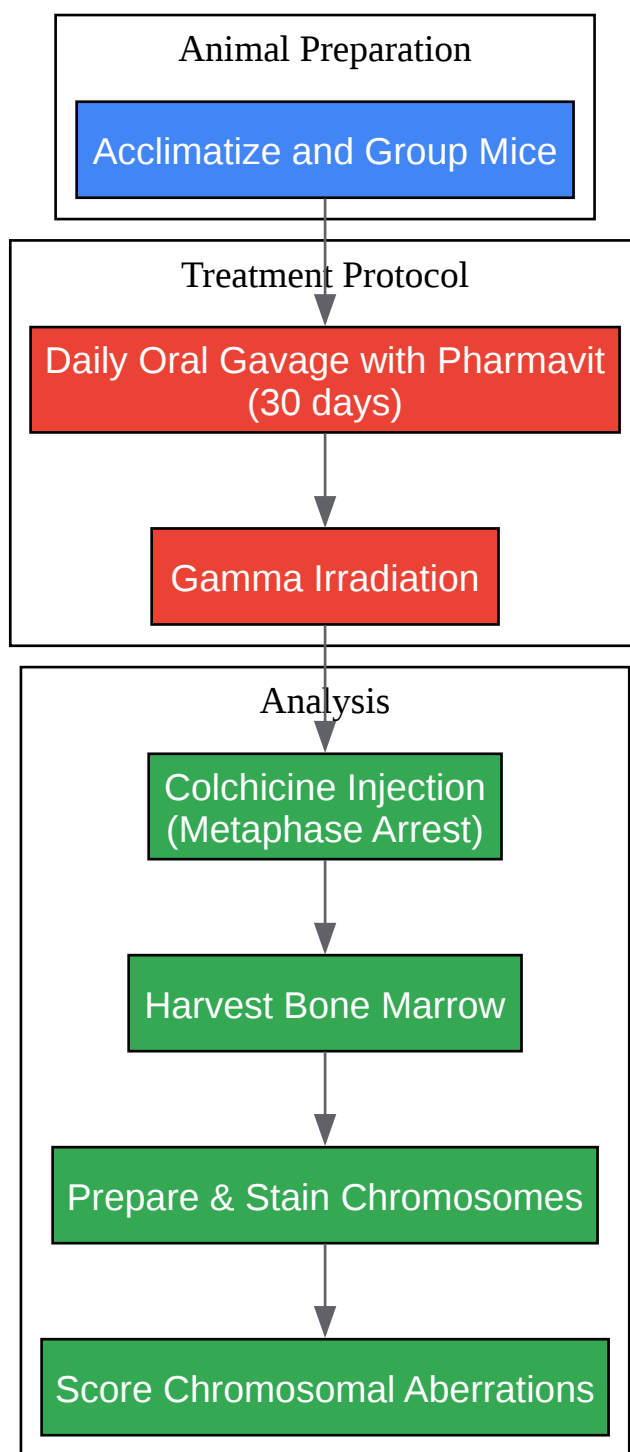 Animal Preparation
Acclimatize and Group Mice
Treatment Protocol
Daily Oral Gavage with Pharmavit
(30 days)
Gamma Irradiation
Analysis
Colchicine Injection
(Metaphase Arrest)
Harvest Bone Marrow
Prepare & Stain Chromosomes
Score Chromosomal Aberrations